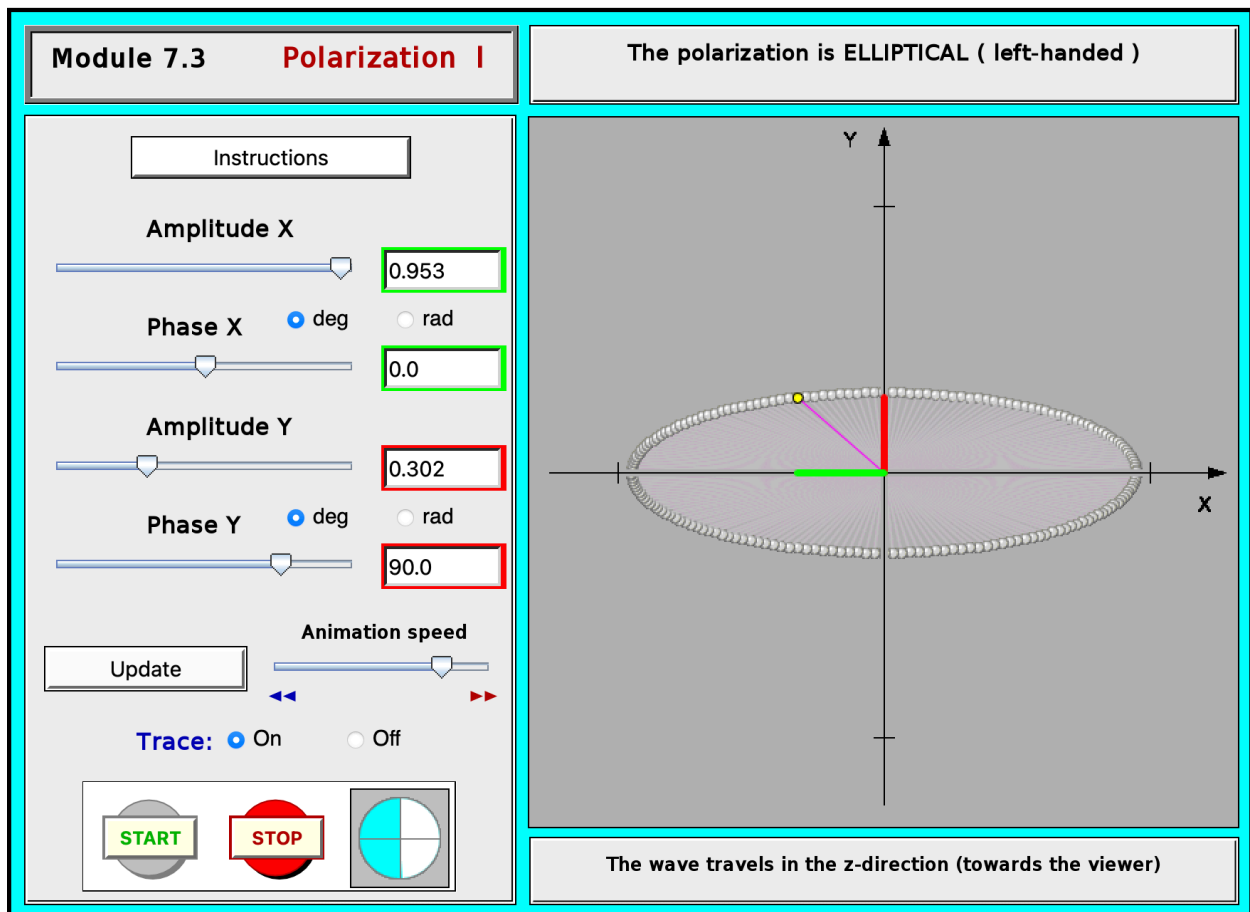 Module 7.3 Polarization I
The polarization is ELLIPTICAL ( left-handed )
Instructions
Amplitude X
0.953
Phase X deg rad
0.0
Amplitude Y
0.302
Phase Y deg rad
90.0
Animation speed
Update
Trace: On Off
START STOP
Y
X
The wave travels in the z-direction (towards the viewer)